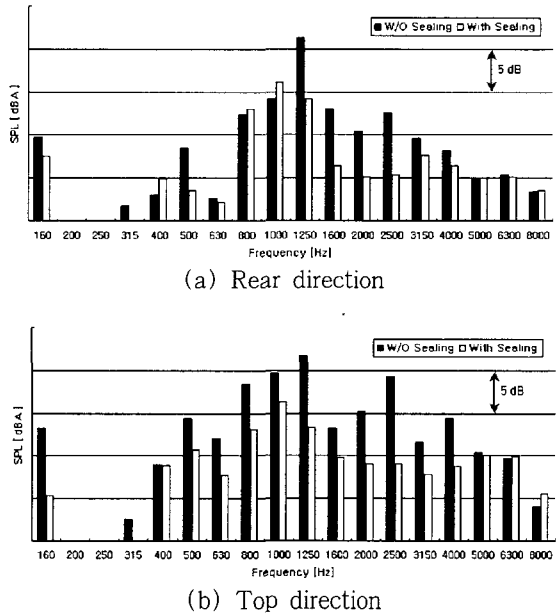 ■ W/O Sealing □ With Sealing
5 dB
SPL [dBA]
160 200 250 315 400 500 630 800 1000 1250 1600 2000 2500 3150 4000 5000 6300 8000
Frequency [Hz]
(a) Rear direction
■ W/O Sealing □ With Sealing
5 dB
SPL [dBA]
160 200 250 315 400 500 630 800 1000 1250 1600 2000 2500 3150 4000 5000 6300 8000
Frequency [Hz]
(b) Top direction